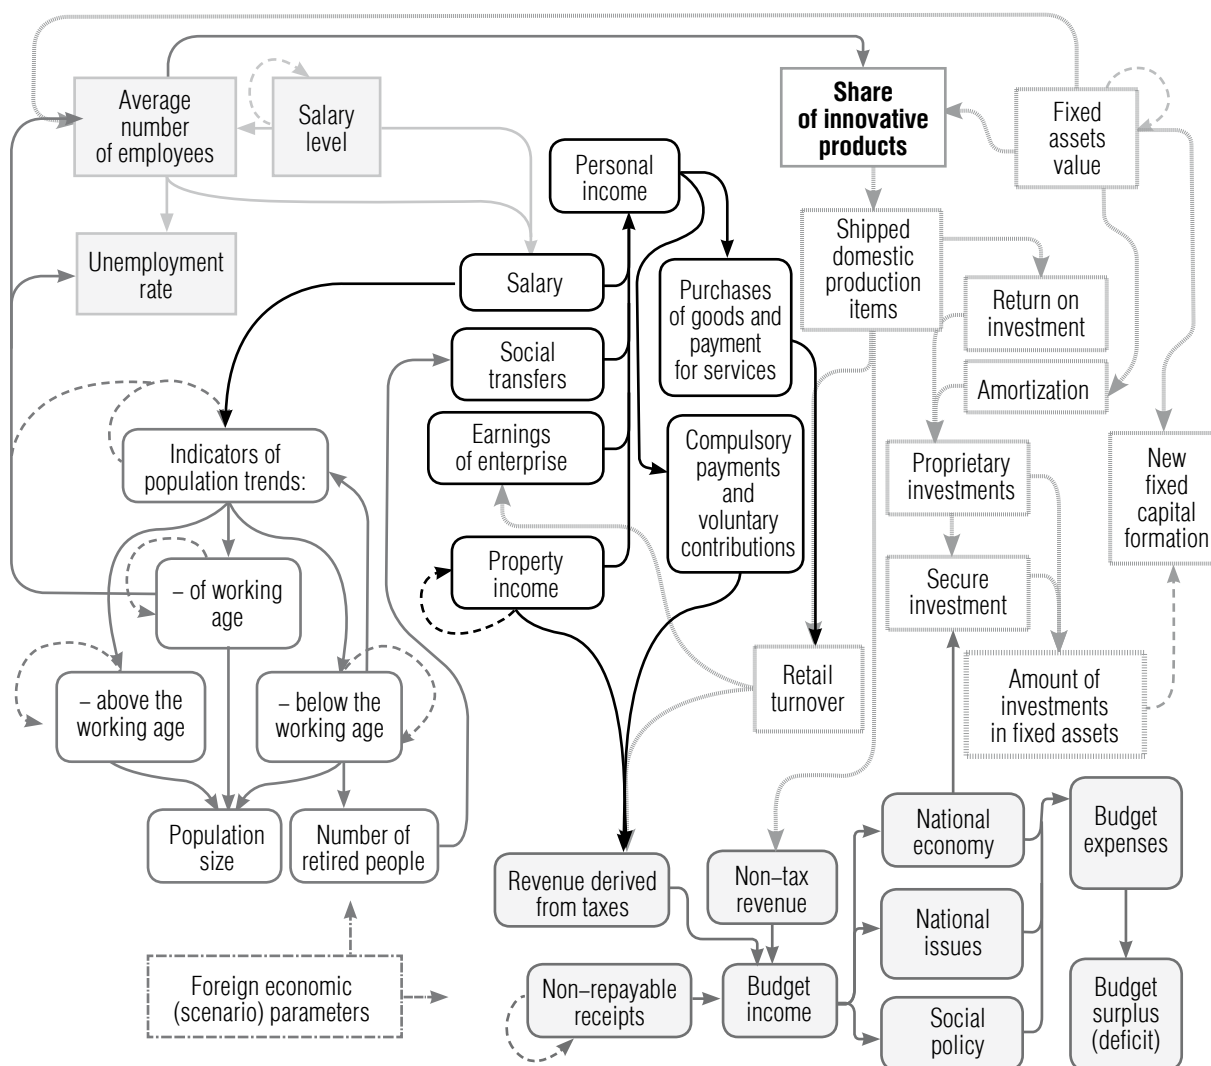 Average
number
of employees
Salary
level
Share
of innovative
products
Fixed
assets
value
Personal
income
Unemployment
rate
Salary
Purchases
of goods and
payment
for services
Shipped
domestic
production
items
Return on
investment
Social
transfers
Amortization
Earnings
of enterprise
Compulsory
payments
and
voluntary
contributions
Indicators of
population trends:
Proprietary
investments
New
fixed
capital
formation
Property
income
– of working
age
Secure
investment
– above the
working age
– below the
working age
Retail
turnover
Amount of
investments
in fixed assets
Population
size
Number of
retired people
National
economy
Budget
expenses
Revenue derived
from taxes
Non–tax
revenue
National
issues
Foreign economic
(scenario) parameters
Non–repayable
receipts
Budget
income
Social
policy
Budget
surplus
(deficit)